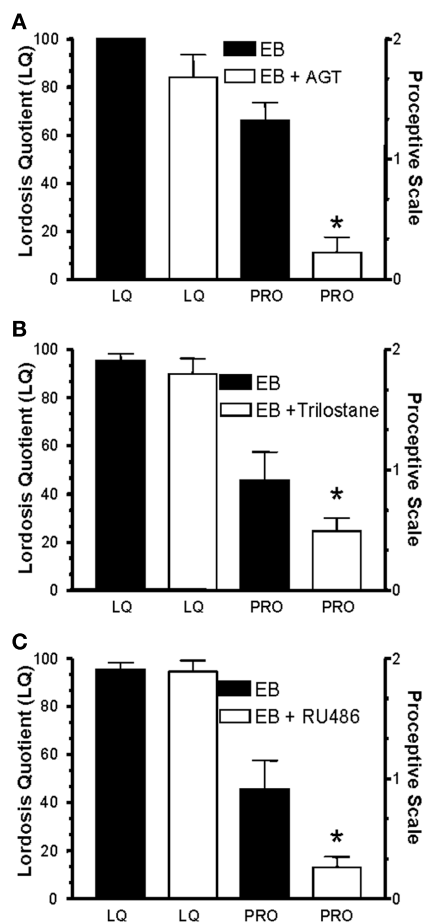 A
Lordosis Quotient (LQ)
100
80
60
40
20
0
EB
EB + AGT
*
2
1
0
Proceptive Scale
LQ LQ PRO PRO
B
Lordosis Quotient (LQ)
100
80
60
40
20
0
EB
EB +Trilostane
*
2
1
0
Proceptive Scale
LQ LQ PRO PRO
C
Lordosis Quotient (LQ)
100
80
60
40
20
0
EB
EB + RU486
*
2
1
0
Proceptive Scale
LQ LQ PRO PRO